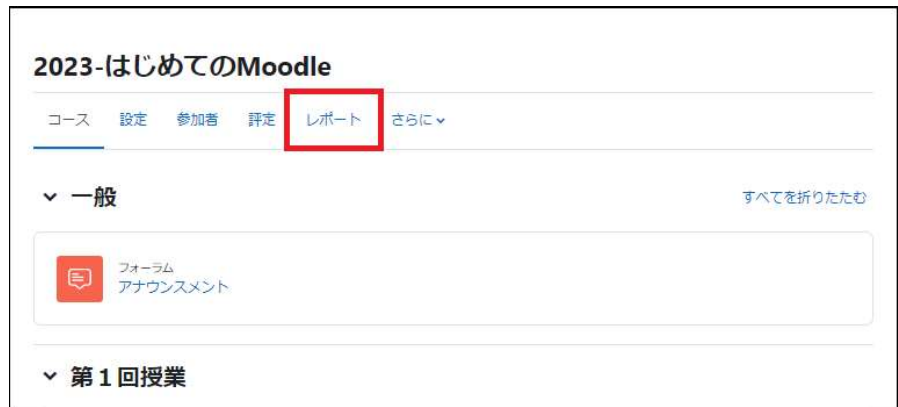 2023-はじめてのMoodle
コース 設定 参加者 評定 レポート さらに
一般 すべてを折りたたむ
フォーラム
アナウンスメント
第１回授業